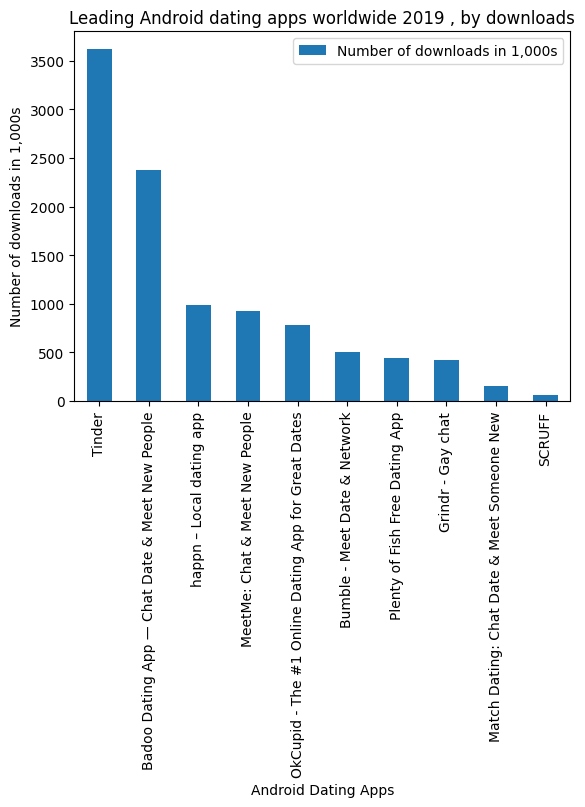 Leading Android dating apps worldwide 2019 , by downloads
Number of downloads in 1,000s
Number of downloads in 1,000s
3500
3000
2500
2000
1500
1000
500
0
Tinder
Badoo Dating App — Chat Date & Meet New People
happn – Local dating app
MeetMe: Chat & Meet New People
OkCupid - The #1 Online Dating App for Great Dates
Bumble - Meet Date & Network
Plenty of Fish Free Dating App
Grindr - Gay chat
Match Dating: Chat Date & Meet Someone New
SCRUFF
Android Dating Apps